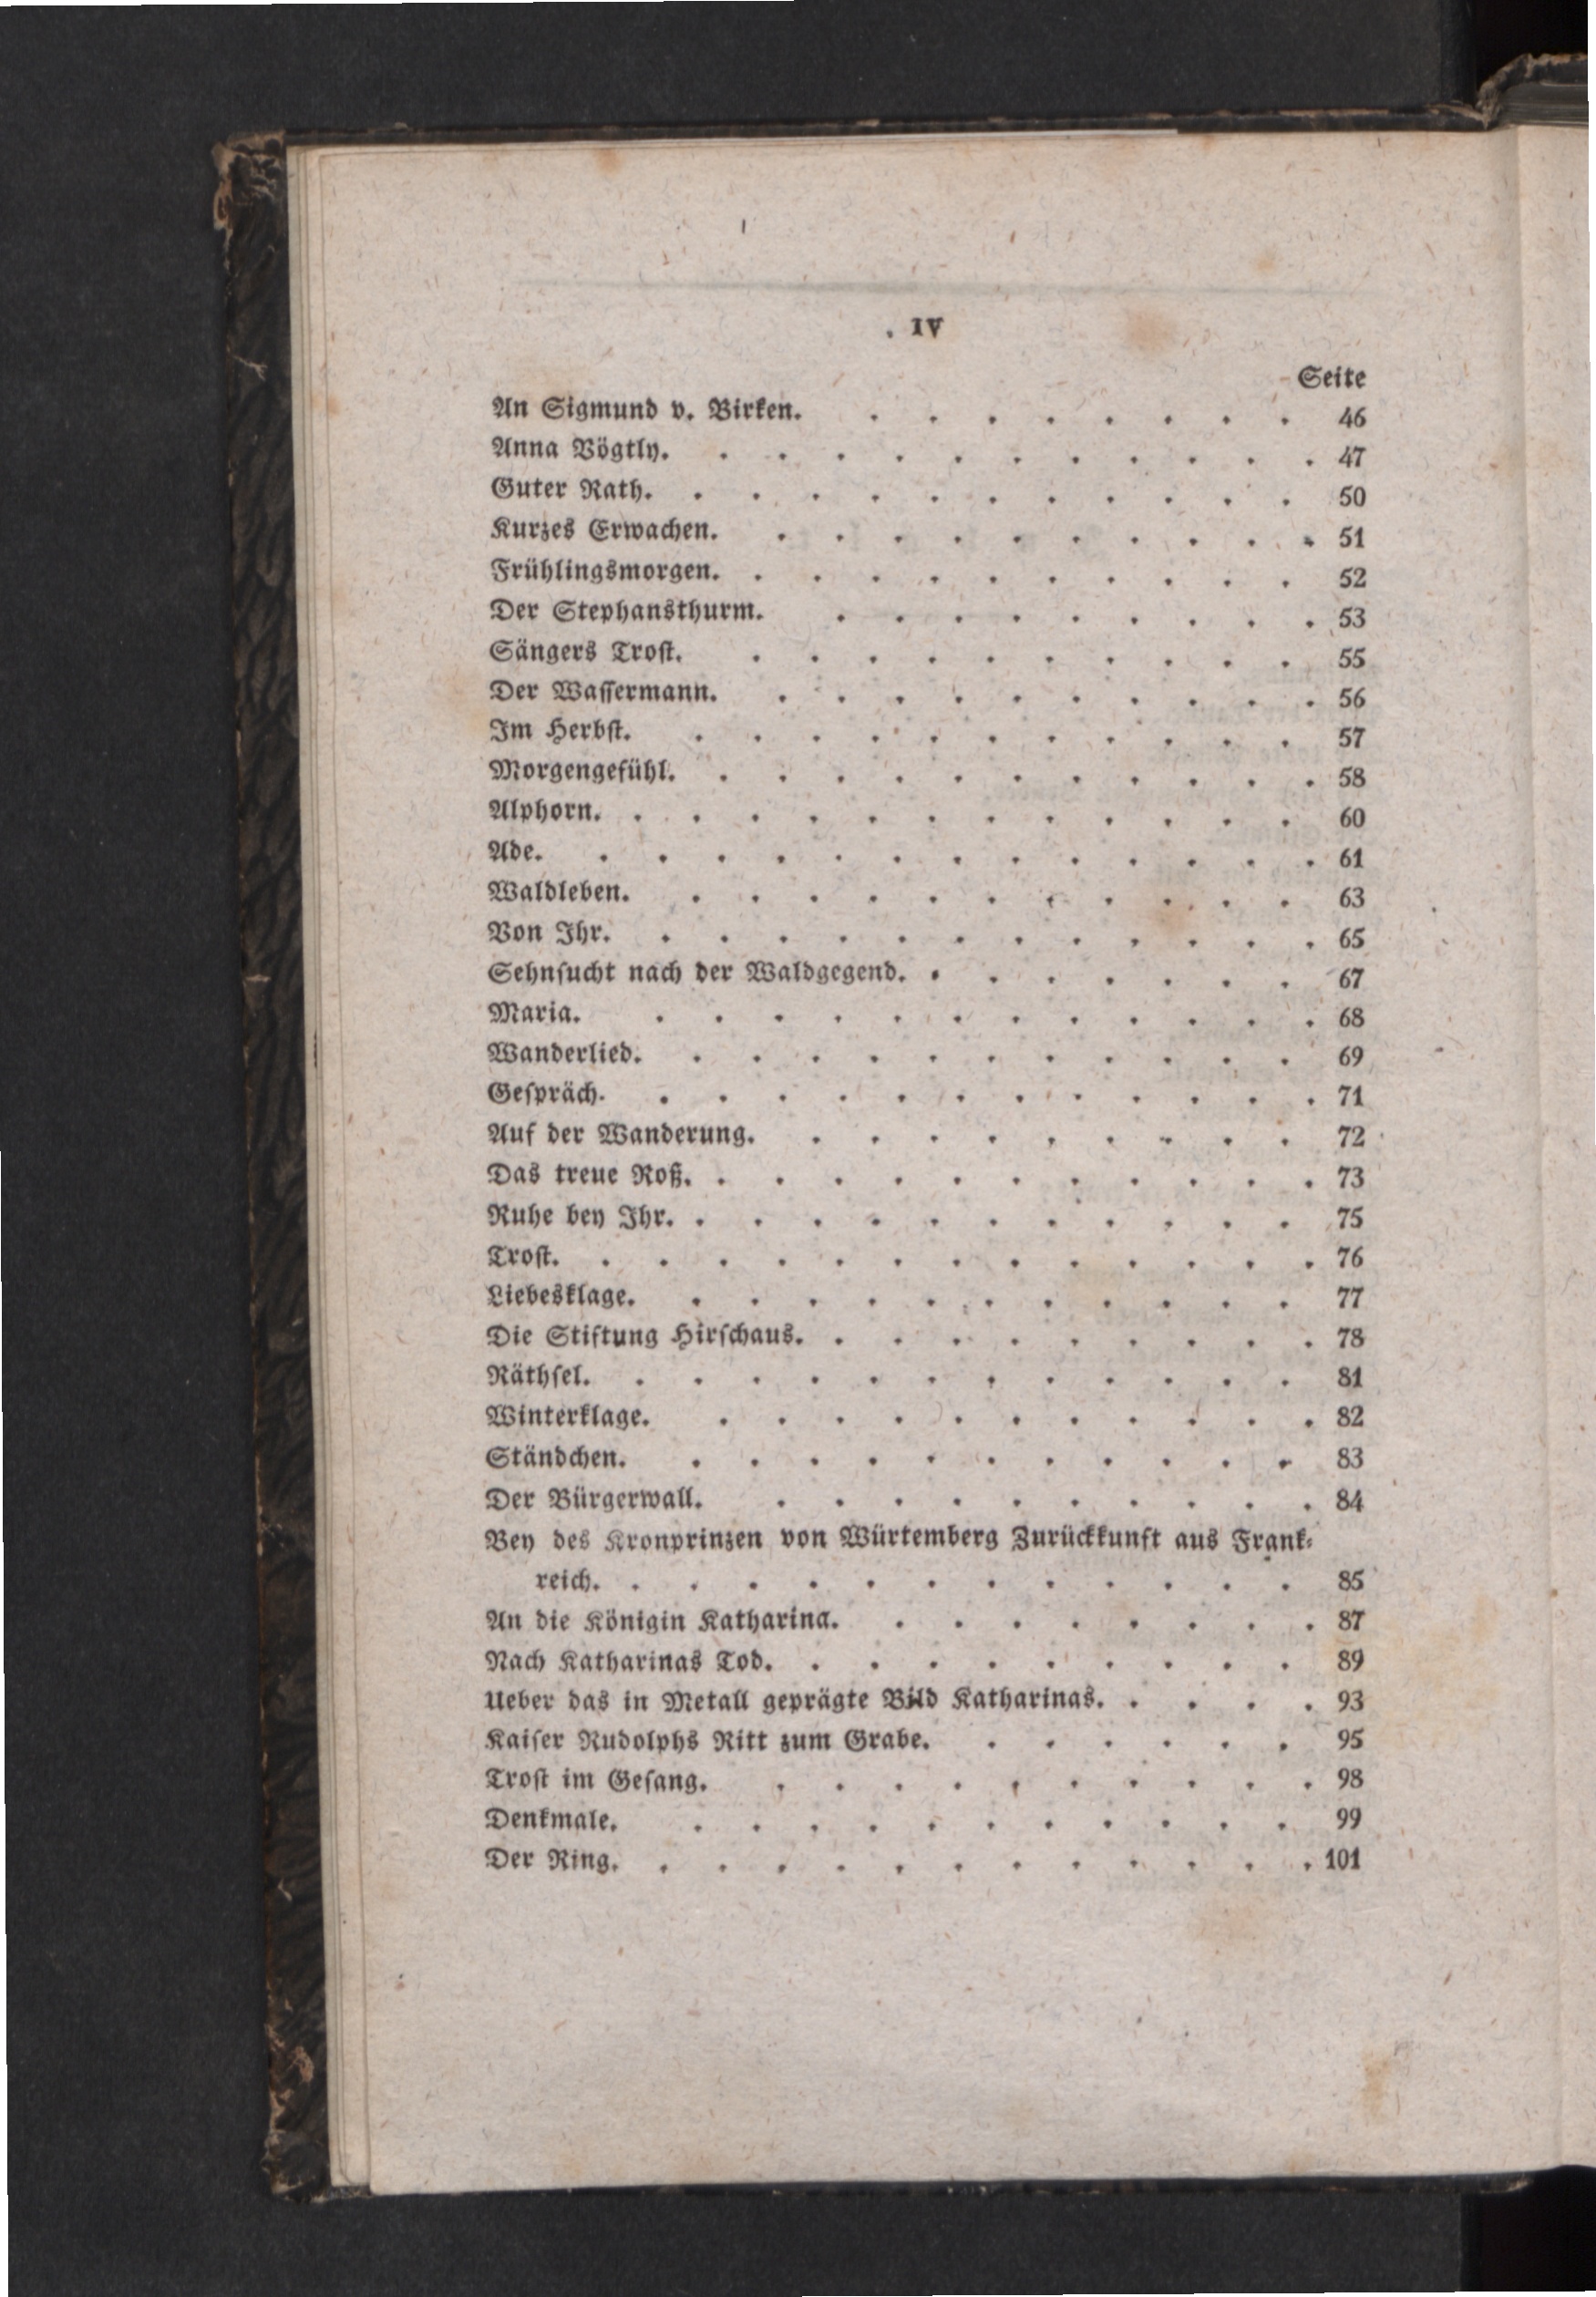 IV
Seite
An Sigmund v. Birken. . . . . . . . . 46
Anna Vögtly. . . . . . . . . . . . 47
Guter Rath. . . . . . . . . . . . 50
Kurzes Erwachen. . . . . . . . . . . 51
Frühlingsmorgen. . . . . . . . . . . 52
Der Stephansthurm. . . . . . . . . . 53
Sängers Troſt. . . . . . . . . . . 55
Der Waſſermann. . . . . . . . . . . 56
Im Herbſt. . . . . . . . . . . . 57
Morgengefühl. . . . . . . . . . . . 58
Alphorn. . . . . . . . . . . . . 60
Ade. . . . . . . . . . . . . . 61
Waldleben. . . . . . . . . . . . 63
Von Ihr. . . . . . . . . . . . . 65
Sehnſucht nach der Waldgegend. . . . . . . . 67
Maria. . . . . . . . . . . . . 68
Wanderlied. . . . . . . . . . . . 69
Geſpräch. . . . . . . . . . . . . 71
Auf der Wanderung. . . . . . . . . . 72
Das treue Roß. . . . . . . . . . . . 73
Ruhe bey Ihr. . . . . . . . . . . . 75
Troſt. . . . . . . . . . . . . . 76
Liebesklage. . . . . . . . . . . . 77
Die Stiftung Hirſchaus. . . . . . . . . . 78
Räthſel. . . . . . . . . . . . . 81
Winterklage. . . . . . . . . . . . 82
Ständchen. . . . . . . . . . . . 83
Der Bürgerwall. . . . . . . . . . . 84
Bey des Kronprinzen von Würtemberg Zurückkunft aus Frank⸗
reich. . . . . . . . . . . . . 85
An die Königin Katharina. . . . . . . . . 87
Nach Katharinas Tod. . . . . . . . . . 89
Ueber das in Metall geprägte Bild Katharinas. . . . . 93
Kaiſer Rudolphs Ritt zum Grabe. . . . . . . 95
Troſt im Geſang. . . . . . . . . . . 98
Denkmale. . . . . . . . . . . . 99
Der Ring. . . . . . . . . . . . . 101